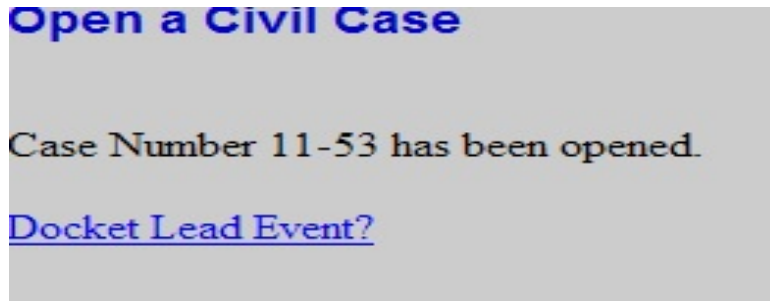 Open a Civil Case
Case Number 11-53 has been opened.
Docket Lead Event?